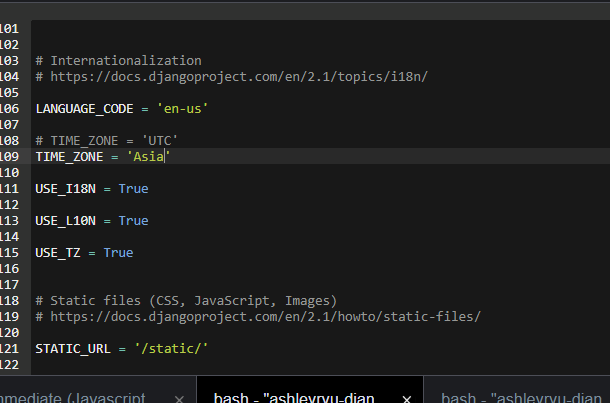 101
102
103 # Internationalization
104 # https://docs.djangoproject.com/en/2.1/topics/i18n/
105
106 LANGUAGE_CODE = 'en-us'
107
108 # TIME_ZONE = 'UTC'
109 TIME_ZONE = 'Asia'
110
111 USE_I18N = True
112
113 USE_L10N = True
114
115 USE_TZ = True
116
117
118 # Static files (CSS, JavaScript, Images)
119 # https://docs.djangoproject.com/en/2.1/howto/static-files/
120
121 STATIC_URL = '/static/'
122
mmediate (Javascript × bash - "ashleyryu-djan × bash - "ashleyryu-djan